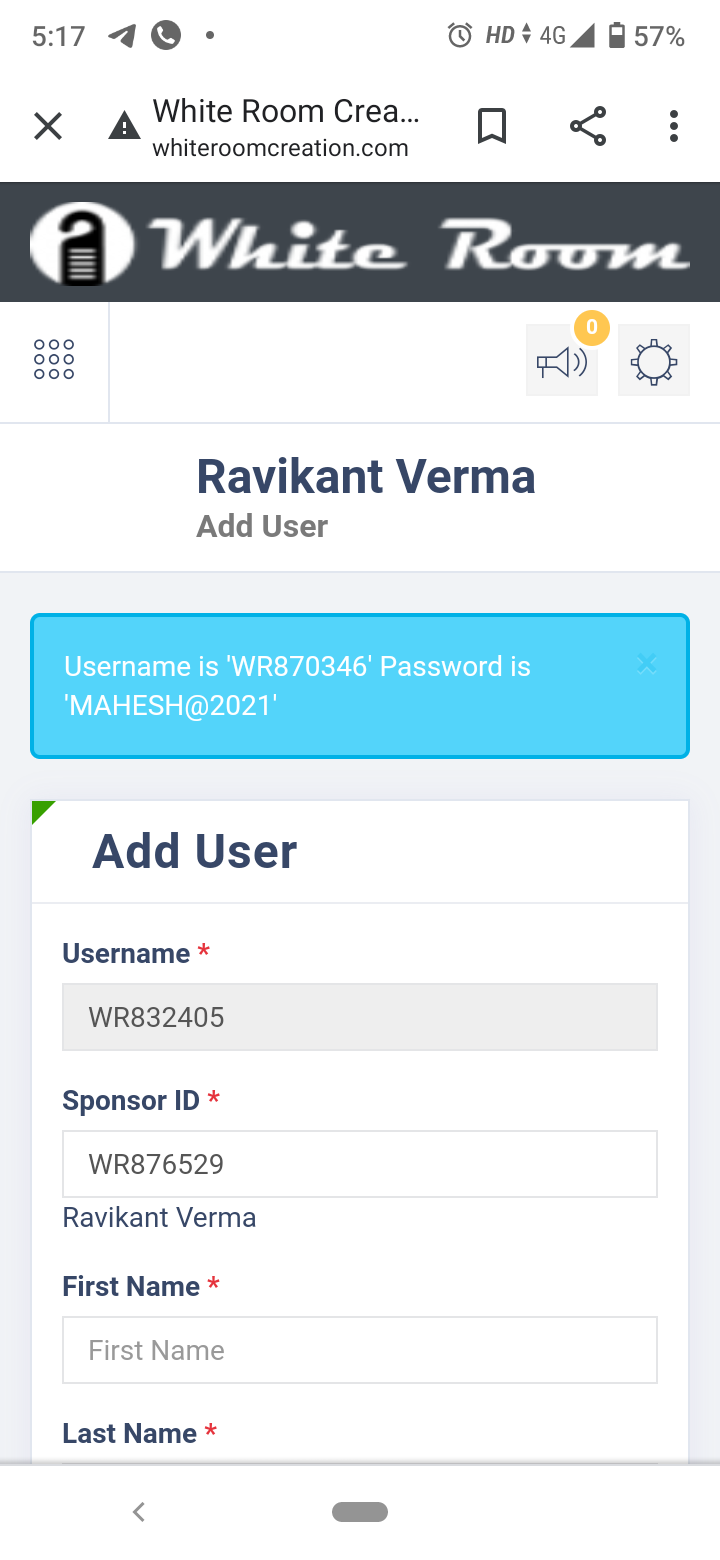 5:17 HD 4G 57%
White Room Crea...
whiteroomcreation.com
White Room
0
Ravikant Verma
Add User
Username is 'WR870346' Password is
'MAHESH@2021'
×
Add User
Username *
WR832405
Sponsor ID *
WR876529
Ravikant Verma
First Name *
First Name
Last Name *